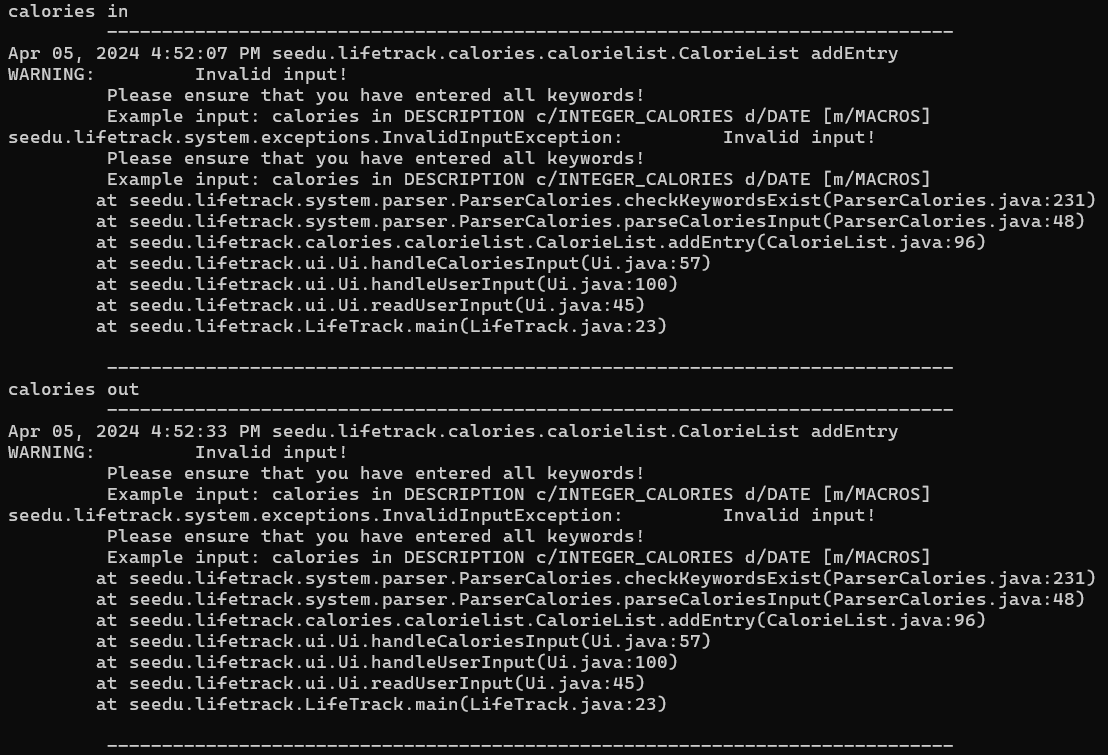 calories in
-----------------------------------------------------------------------------
Apr 05, 2024 4:52:07 PM seedu.lifetrack.calories.calorielist.CalorieList addEntry
WARNING:         Invalid input!
         Please ensure that you have entered all keywords!
         Example input: calories in DESCRIPTION c/INTEGER_CALORIES d/DATE [m/MACROS]
seedu.lifetrack.system.exceptions.InvalidInputException:         Invalid input!
         Please ensure that you have entered all keywords!
         Example input: calories in DESCRIPTION c/INTEGER_CALORIES d/DATE [m/MACROS]
        at seedu.lifetrack.system.parser.ParserCalories.checkKeywordsExist(ParserCalories.java:231)
        at seedu.lifetrack.system.parser.ParserCalories.parseCaloriesInput(ParserCalories.java:48)
        at seedu.lifetrack.calories.calorielist.CalorieList.addEntry(CalorieList.java:96)
        at seedu.lifetrack.ui.Ui.handleCaloriesInput(Ui.java:57)
        at seedu.lifetrack.ui.Ui.handleUserInput(Ui.java:100)
        at seedu.lifetrack.ui.Ui.readUserInput(Ui.java:45)
        at seedu.lifetrack.LifeTrack.main(LifeTrack.java:23)
-----------------------------------------------------------------------------
calories out
-----------------------------------------------------------------------------
Apr 05, 2024 4:52:33 PM seedu.lifetrack.calories.calorielist.CalorieList addEntry
WARNING:         Invalid input!
         Please ensure that you have entered all keywords!
         Example input: calories in DESCRIPTION c/INTEGER_CALORIES d/DATE [m/MACROS]
seedu.lifetrack.system.exceptions.InvalidInputException:         Invalid input!
         Please ensure that you have entered all keywords!
         Example input: calories in DESCRIPTION c/INTEGER_CALORIES d/DATE [m/MACROS]
        at seedu.lifetrack.system.parser.ParserCalories.checkKeywordsExist(ParserCalories.java:231)
        at seedu.lifetrack.system.parser.ParserCalories.parseCaloriesInput(ParserCalories.java:48)
        at seedu.lifetrack.calories.calorielist.CalorieList.addEntry(CalorieList.java:96)
        at seedu.lifetrack.ui.Ui.handleCaloriesInput(Ui.java:57)
        at seedu.lifetrack.ui.Ui.handleUserInput(Ui.java:100)
        at seedu.lifetrack.ui.Ui.readUserInput(Ui.java:45)
        at seedu.lifetrack.LifeTrack.main(LifeTrack.java:23)
-----------------------------------------------------------------------------